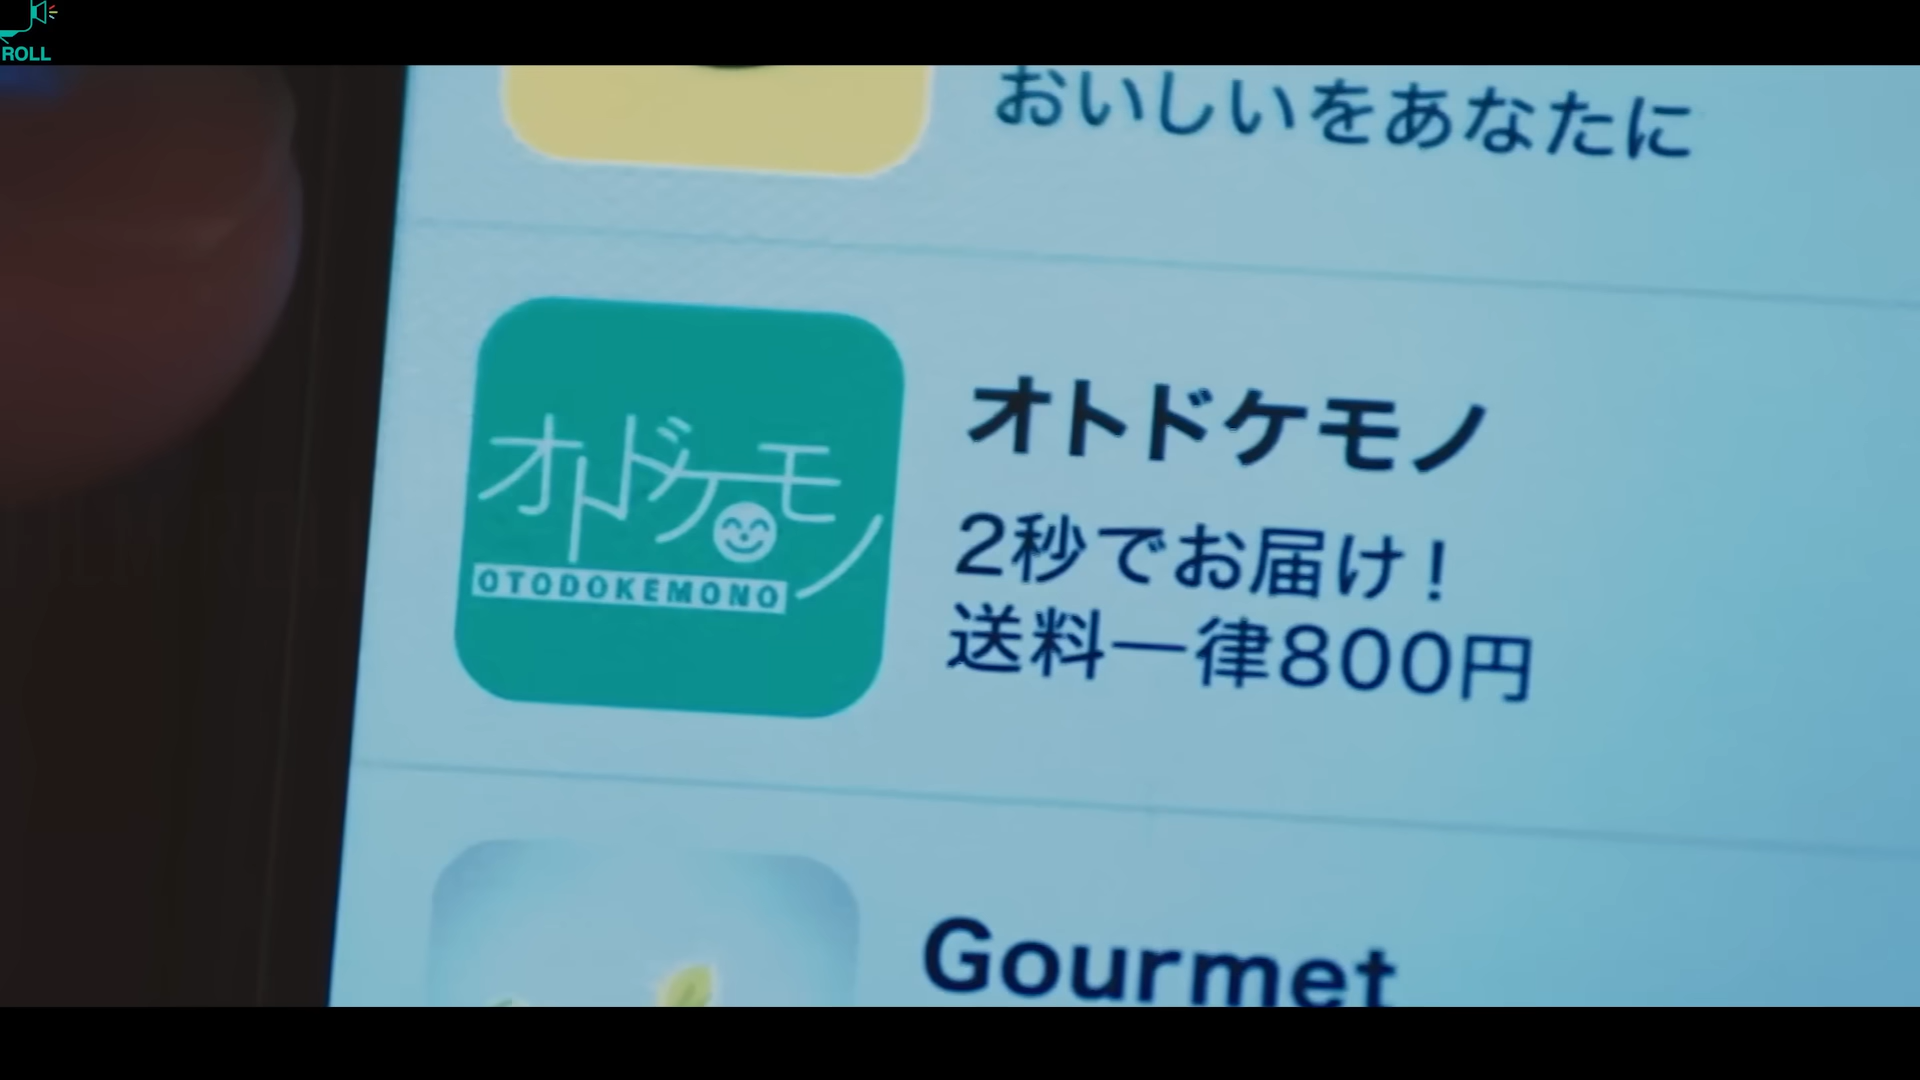 ROLL
おいしいをあなたに
オトドケモノ
OTODOKEMONO
オトドケモノ
2秒でお届け!
送料一律800円
Gourmet